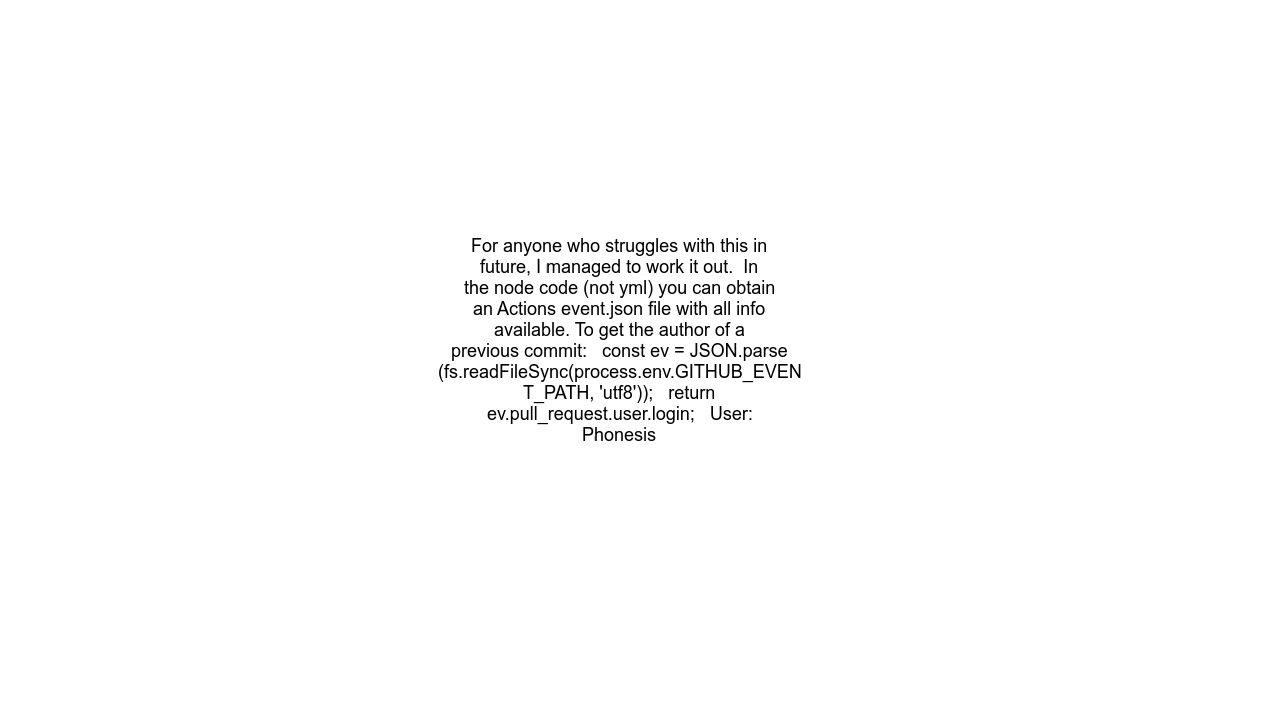 For anyone who struggles with this in
future, I managed to work it out.  In
the node code (not yml) you can obtain
an Actions event.json file with all info
available. To get the author of a
previous commit:   const ev = JSON.parse
(fs.readFileSync(process.env.GITHUB_EVEN
T_PATH, 'utf8'));   return
ev.pull_request.user.login;   User:
Phonesis